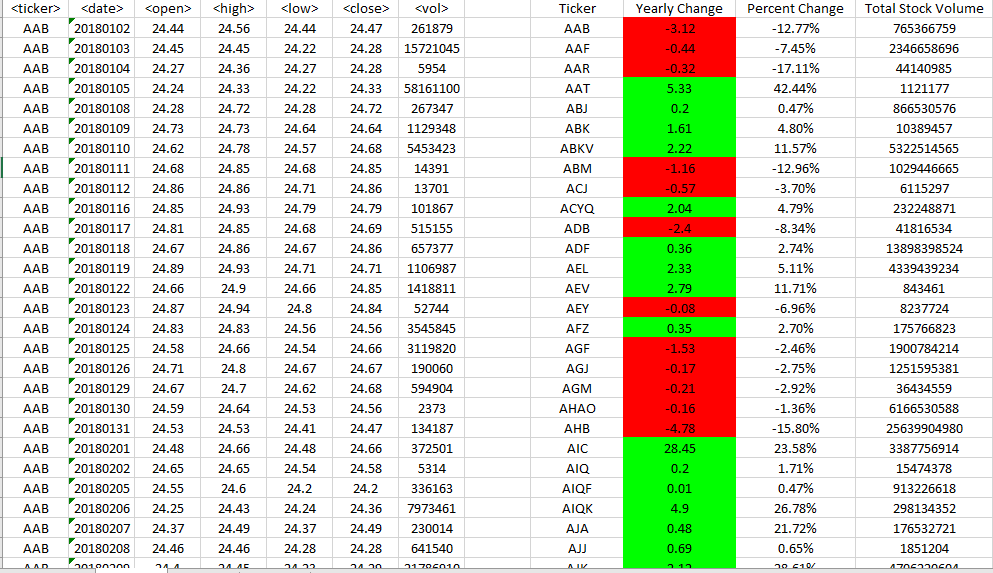 <ticker> <date> <open> <high> <low> <close> <vol> Ticker Yearly Change Percent Change Total Stock Volume
AAB 20180102 24.44 24.56 24.44 24.47 261879 AAB -3.12 -12.77% 765366759
AAB 20180103 24.45 24.45 24.22 24.28 15721045 AAF -0.44 -7.45% 2346658696
AAB 20180104 24.27 24.36 24.27 24.28 5954 AAR -0.32 -17.11% 44140985
AAB 20180105 24.24 24.33 24.22 24.33 58161100 AAT 5.33 42.44% 1121177
AAB 20180108 24.28 24.72 24.28 24.72 267347 ABJ 0.2 0.47% 866530576
AAB 20180109 24.73 24.73 24.64 24.64 1129348 ABK 1.61 4.80% 10389457
AAB 20180110 24.62 24.78 24.57 24.68 5453423 ABKV 2.22 11.57% 5322514565
AAB 20180111 24.68 24.85 24.68 24.85 14391 ABM -1.16 -12.96% 1029446665
AAB 20180112 24.86 24.86 24.71 24.86 13701 ACJ -0.57 -3.70% 6115297
AAB 20180116 24.85 24.93 24.79 24.79 101867 ACYQ 2.04 4.79% 232248871
AAB 20180117 24.81 24.85 24.68 24.69 515155 ADB -2.4 -8.34% 41816534
AAB 20180118 24.67 24.86 24.67 24.86 657377 ADF 0.36 2.74% 13898398524
AAB 20180119 24.89 24.93 24.71 24.71 1106987 AEL 2.33 5.11% 4339439234
AAB 20180122 24.66 24.9 24.66 24.85 1418811 AEV 2.79 11.71% 843461
AAB 20180123 24.87 24.94 24.8 24.84 52744 AEY -0.08 -6.96% 8237724
AAB 20180124 24.83 24.83 24.56 24.56 3545845 AFZ 0.35 2.70% 175766823
AAB 20180125 24.58 24.66 24.54 24.66 3119820 AGF -1.53 -2.46% 1900784214
AAB 20180126 24.71 24.8 24.67 24.67 190060 AGJ -0.17 -2.75% 1251595381
AAB 20180129 24.67 24.7 24.62 24.68 594904 AGM -0.21 -2.92% 36434559
AAB 20180130 24.59 24.64 24.53 24.56 2373 AHAO -0.16 -1.36% 6166530588
AAB 20180131 24.53 24.53 24.41 24.47 134187 AHB -4.78 -15.80% 25639904980
AAB 20180201 24.48 24.66 24.48 24.66 372501 AIC 28.45 23.58% 3387756914
AAB 20180202 24.65 24.65 24.54 24.58 5314 AIQ 0.2 1.71% 15474378
AAB 20180205 24.55 24.6 24.2 24.2 336163 AIQF 0.01 0.47% 913226618
AAB 20180206 24.25 24.43 24.24 24.36 7973461 AIQK 4.9 26.78% 298134352
AAB 20180207 24.37 24.49 24.37 24.49 230014 AJA 0.48 21.72% 176532721
AAB 20180208 24.46 24.46 24.28 24.28 641540 AJJ 0.69 0.65% 1851204